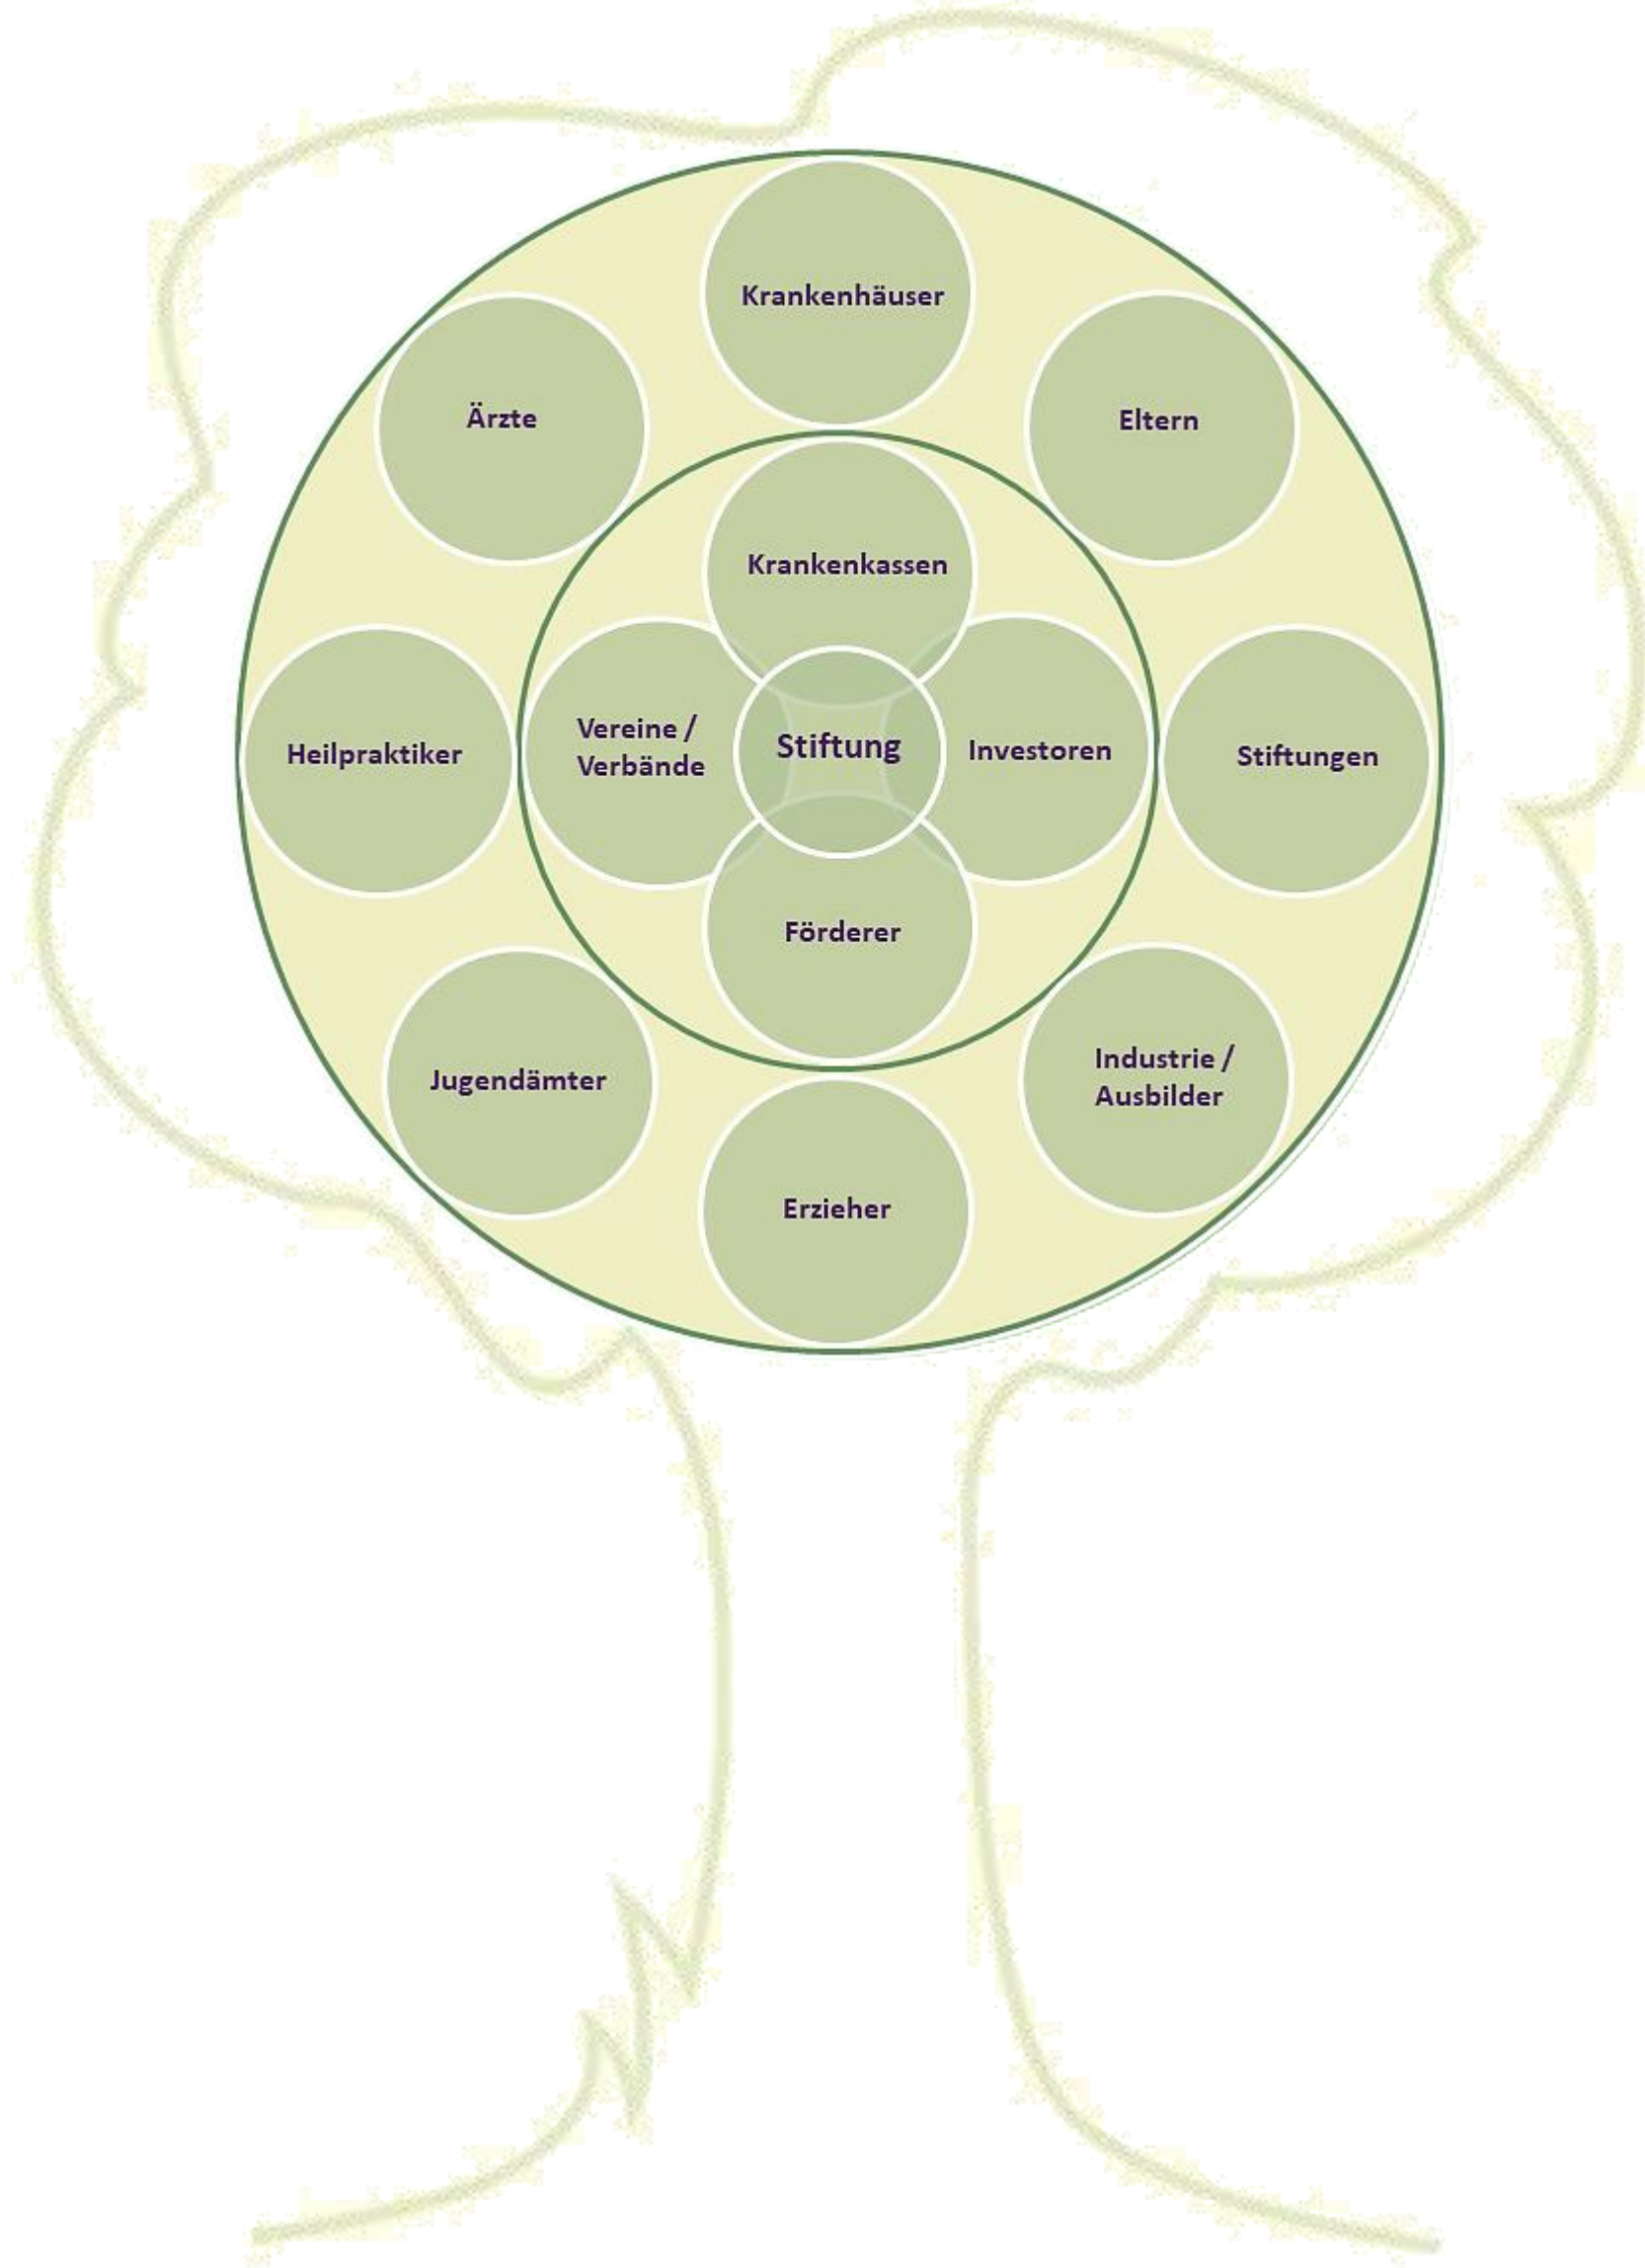 Krankenhäuser
Ärzte
Eltern
Krankenkassen
Heilpraktiker
Vereine /
Verbände
Stiftung
Investoren
Stiftungen
Förderer
Jugendämter
Industrie /
Ausbilder
Erzieher